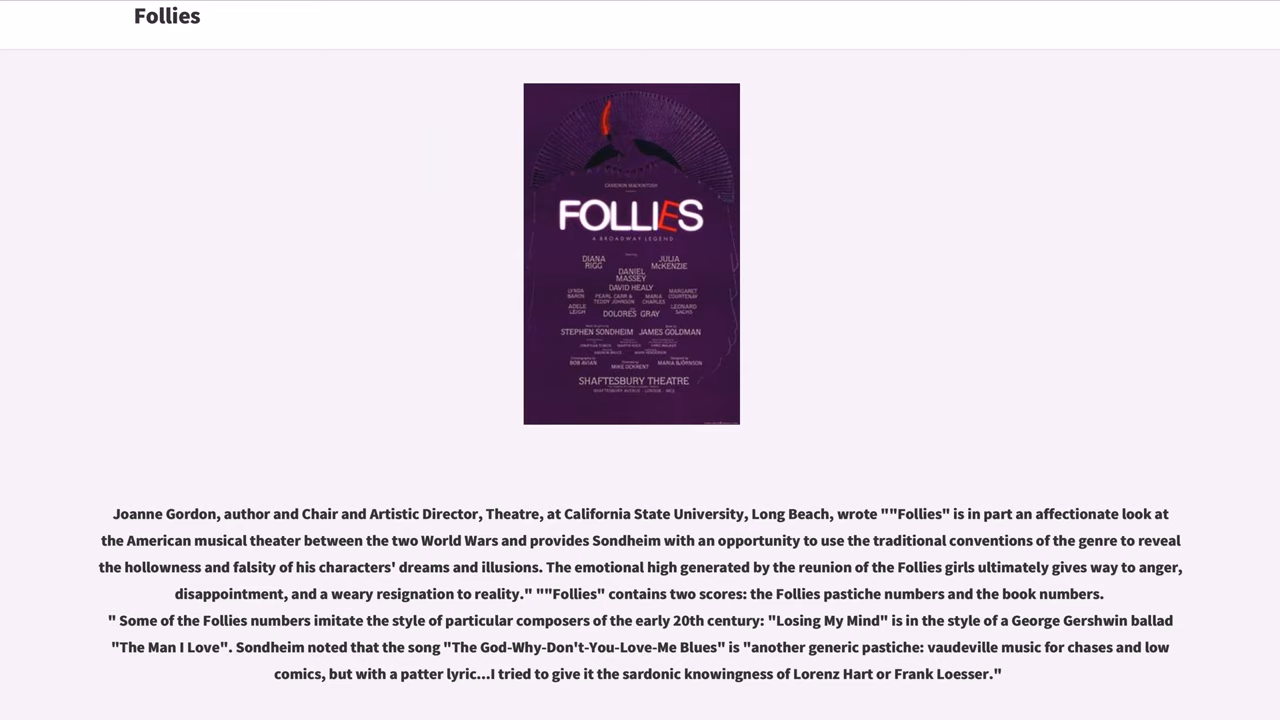 Follies
CAMERON MACKINTOSH
FOLLIES
A BROADWAY LEGEND
Starring
DIANA RIGG
JULIA McKENZIE
DANIEL MASSEY
DAVID HEALY
LYNDA BARON
PEARL CARR & TEDDY JOHNSON
MARIA CHARLES
MARGARET COURTENAY
ADELE LEIGH
LEONARD SACHS
DOLORES GRAY
STEPHEN SONDHEIM JAMES GOLDMAN
BOB AVIAN
MIKE OCKRENT
MARIA BJÖRNSON
SHAFTESBURY THEATRE
SHAFTESBURY AVENUE · LONDON · WC2
Joanne Gordon, author and Chair and Artistic Director, Theatre, at California State University, Long Beach, wrote ""Follies" is in part an affectionate look at
the American musical theater between the two World Wars and provides Sondheim with an opportunity to use the traditional conventions of the genre to reveal
the hollowness and falsity of his characters' dreams and illusions. The emotional high generated by the reunion of the Follies girls ultimately gives way to anger,
disappointment, and a weary resignation to reality." ""Follies" contains two scores: the Follies pastiche numbers and the book numbers.
" Some of the Follies numbers imitate the style of particular composers of the early 20th century: "Losing My Mind" is in the style of a George Gershwin ballad
"The Man I Love". Sondheim noted that the song "The God-Why-Don't-You-Love-Me Blues" is "another generic pastiche: vaudeville music for chases and low
comics, but with a patter lyric...I tried to give it the sardonic knowingness of Lorenz Hart or Frank Loesser."